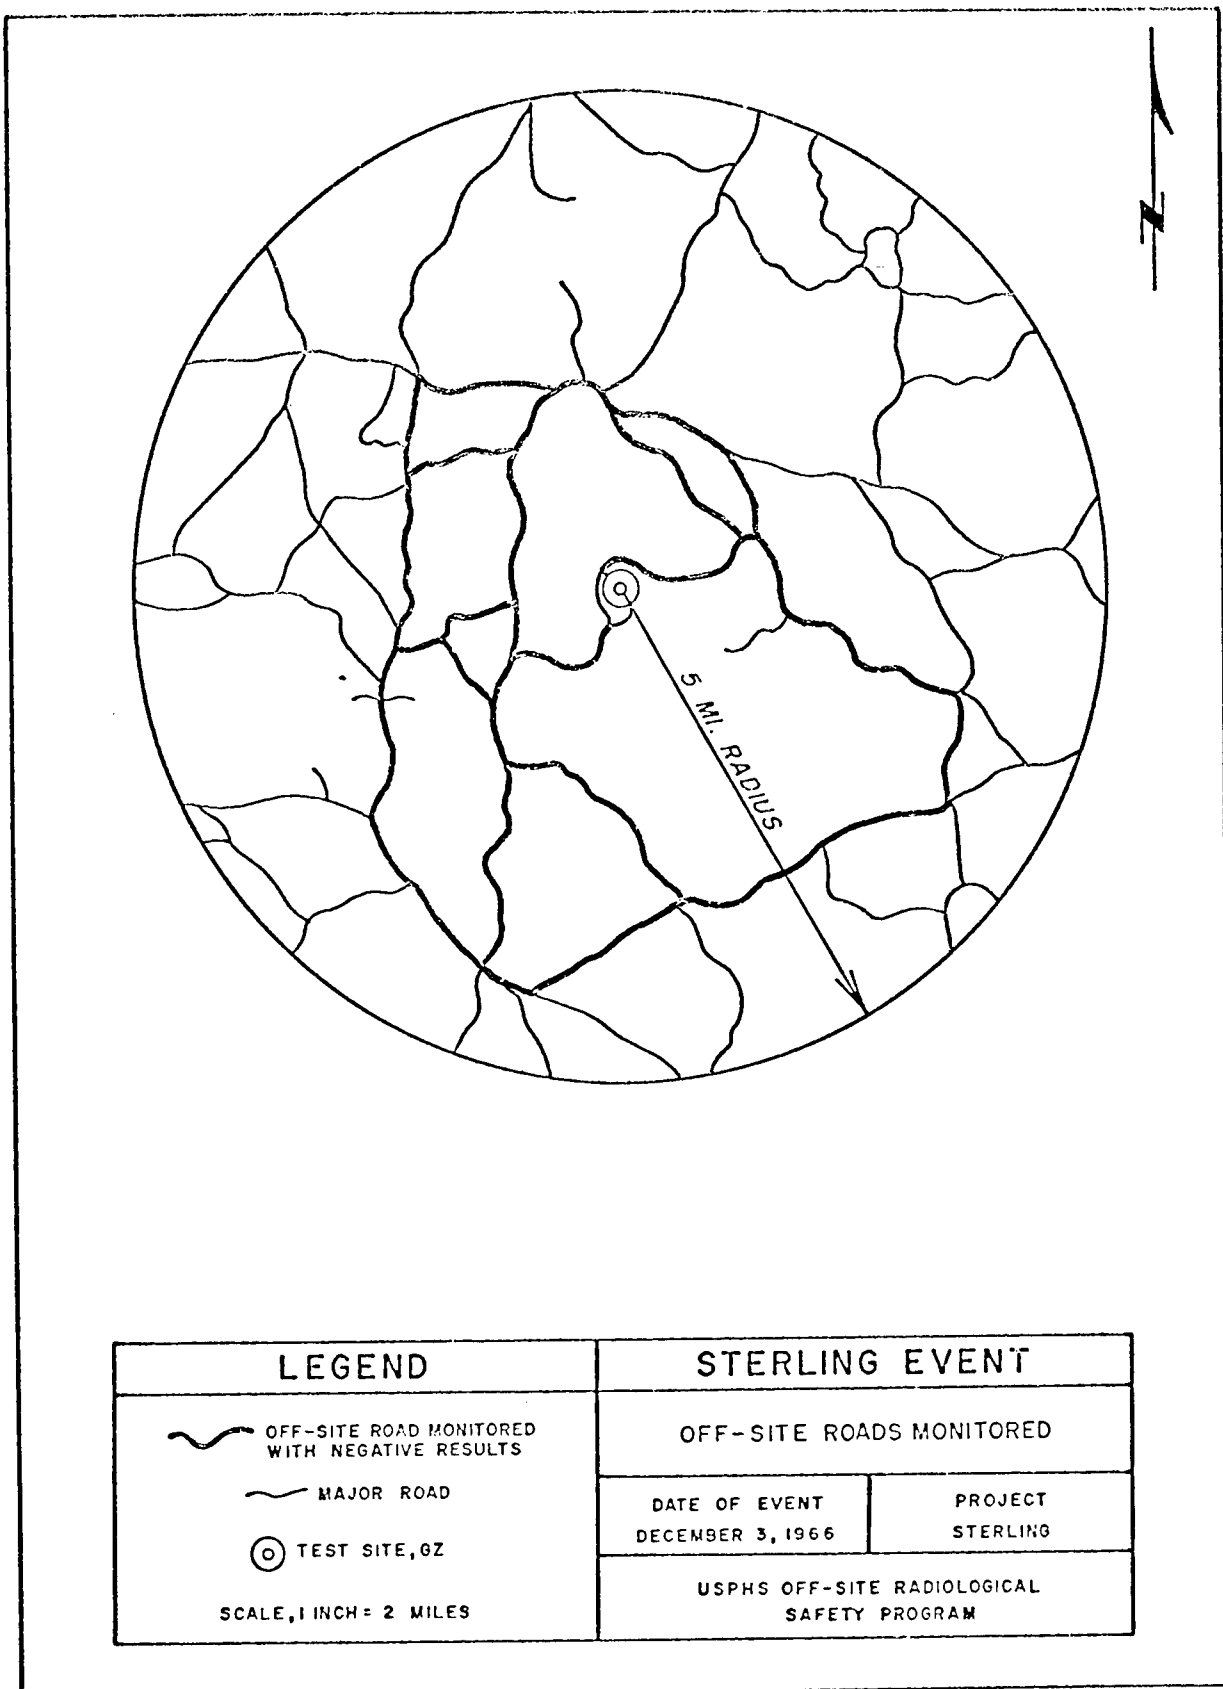 N
5 MI. RADIUS
LEGEND
OFF-SITE ROAD MONITORED
WITH NEGATIVE RESULTS
MAJOR ROAD
TEST SITE, GZ
SCALE, 1 INCH = 2 MILES
STERLING EVENT
OFF-SITE ROADS MONITORED
DATE OF EVENT
DECEMBER 3, 1966
PROJECT
STERLING
USPHS OFF-SITE RADIOLOGICAL
SAFETY PROGRAM